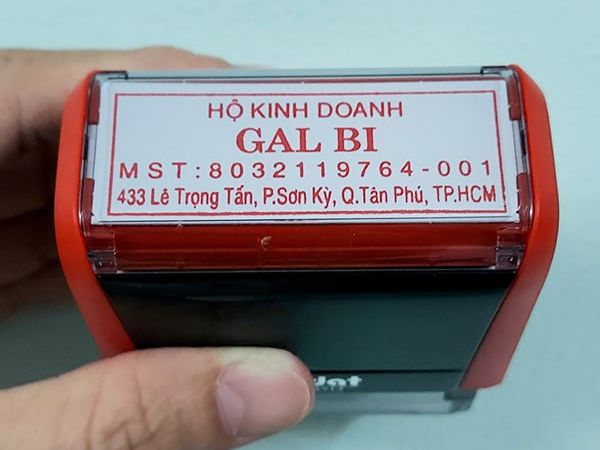 HỘ KINH DOANH
GAL BI
MST:8032119764-001
433 Lê Trọng Tấn, P.Sơn Kỳ, Q.Tân Phú, TP.HCM